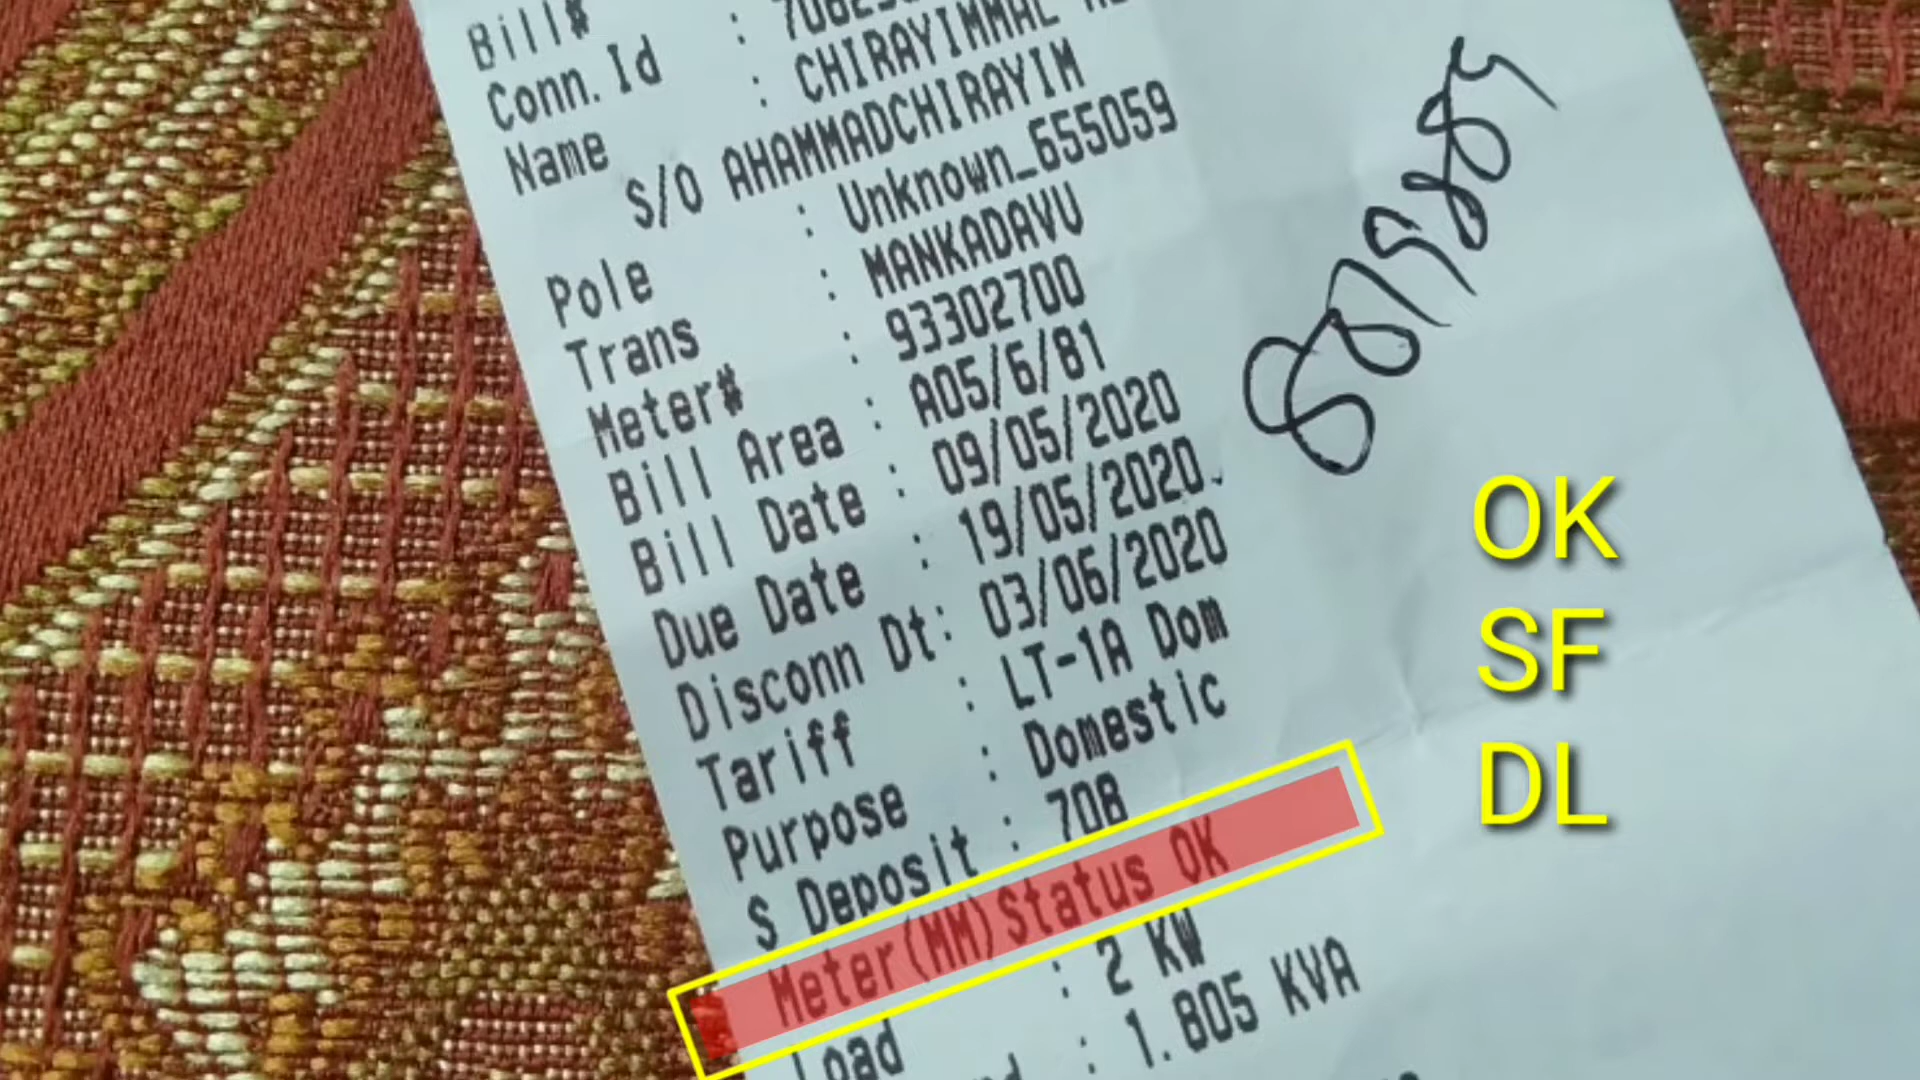 Bill#
Conn.Id :
Name : CHIRAYIMMAL
S/O AHAMMADCHIRAYIM
Pole : Unknown_655059
Trans : MANKADAVU
Meter# : 93302700
Bill Area : A05/6/81
Bill Date : 09/05/2020
Due Date : 19/05/2020
Disconn Dt: 03/06/2020
Tariff : LT-1A Dom
Purpose : Domestic
S Deposit : 708
Meter(MM)Status OK
Load : 2 KW
: 1.805 KVA
OK
SF
DL